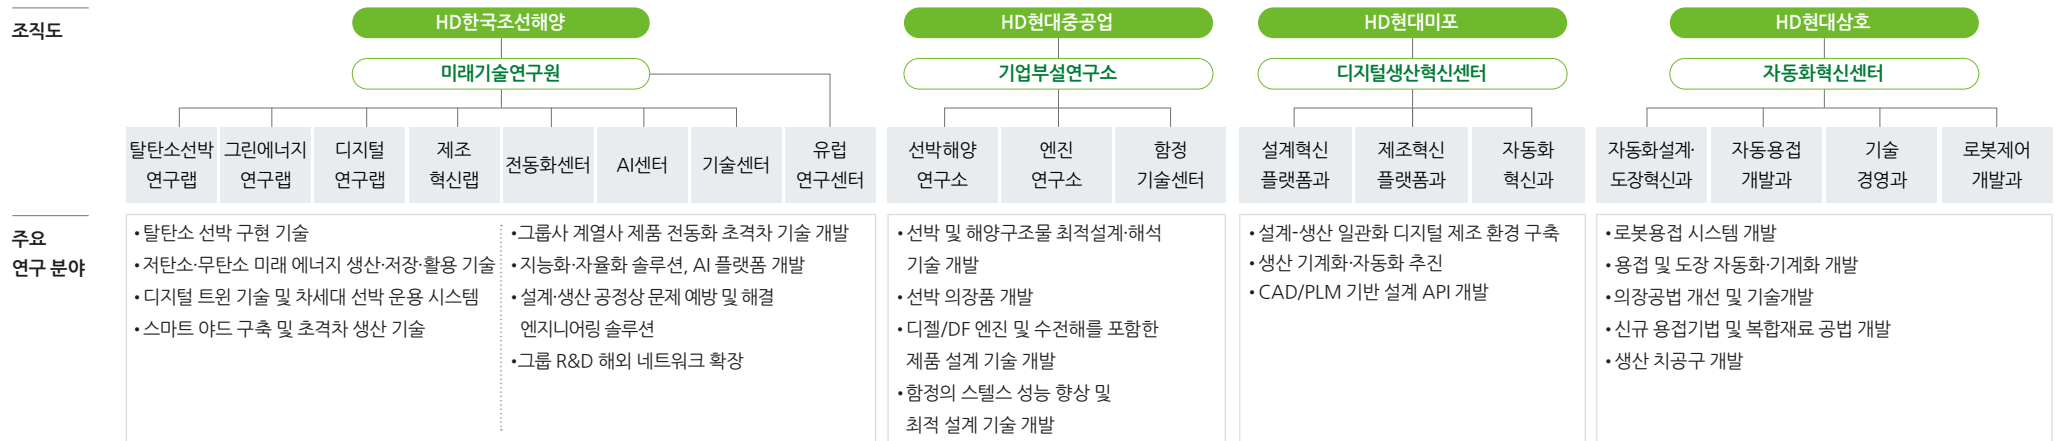 조직도
HD한국조선해양
미래기술연구원
탈탄소선박
연구랩
그린에너지
연구랩
디지털
연구랩
제조
혁신랩
전동화센터
AI센터
기술센터
유럽
연구센터
HD현대중공업
기업부설연구소
선박해양
연구소
엔진
연구소
함정
기술센터
HD현대미포
디지털생산혁신센터
설계혁신
플랫폼과
제조혁신
플랫폼과
자동화
혁신과
HD현대삼호
자동화혁신센터
자동화설계·
도장혁신과
자동용접
개발과
기술
경영과
로봇제어
개발과
주요
연구 분야
•탈탄소 선박 구현 기술
•저탄소·무탄소 미래 에너지 생산·저장·활용 기술
•디지털 트윈 기술 및 차세대 선박 운용 시스템
•스마트 야드 구축 및 초격차 생산 기술
•그룹사 계열사 제품 전동화 초격차 기술 개발
•지능화·자율화 솔루션, AI 플랫폼 개발
•설계·생산 공정상 문제 예방 및 해결
엔지니어링 솔루션
•그룹 R&D 해외 네트워크 확장
•선박 및 해양구조물 최적설계·해석
기술 개발
•선박 의장품 개발
•디젤/DF 엔진 및 수전해를 포함한
제품 설계 기술 개발
•함정의 스텔스 성능 향상 및
최적 설계 기술 개발
•설계-생산 일관화 디지털 제조 환경 구축
•생산 기계화·자동화 추진
•CAD/PLM 기반 설계 API 개발
•로봇용접 시스템 개발
•용접 및 도장 자동화·기계화 개발
•의장공법 개선 및 기술개발
•신규 용접기법 및 복합재료 공법 개발
•생산 치공구 개발